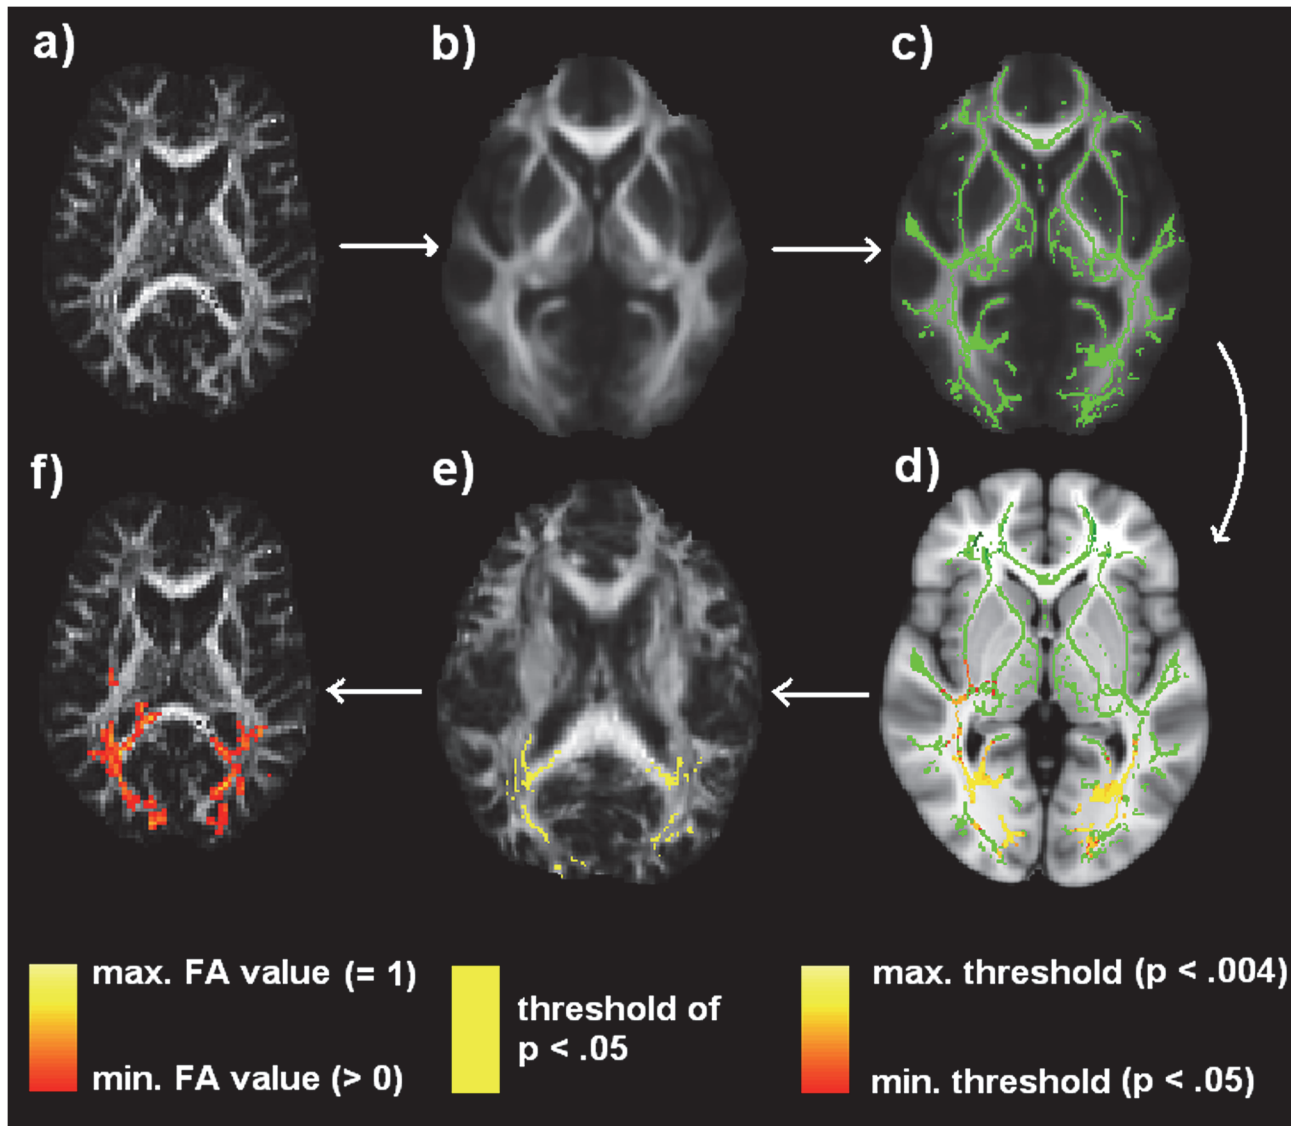 a)
b)
c)
f)
e)
d)
max. FA value (= 1)
min. FA value (> 0)
threshold of
p < .05
max. threshold (p < .004)
min. threshold (p < .05)